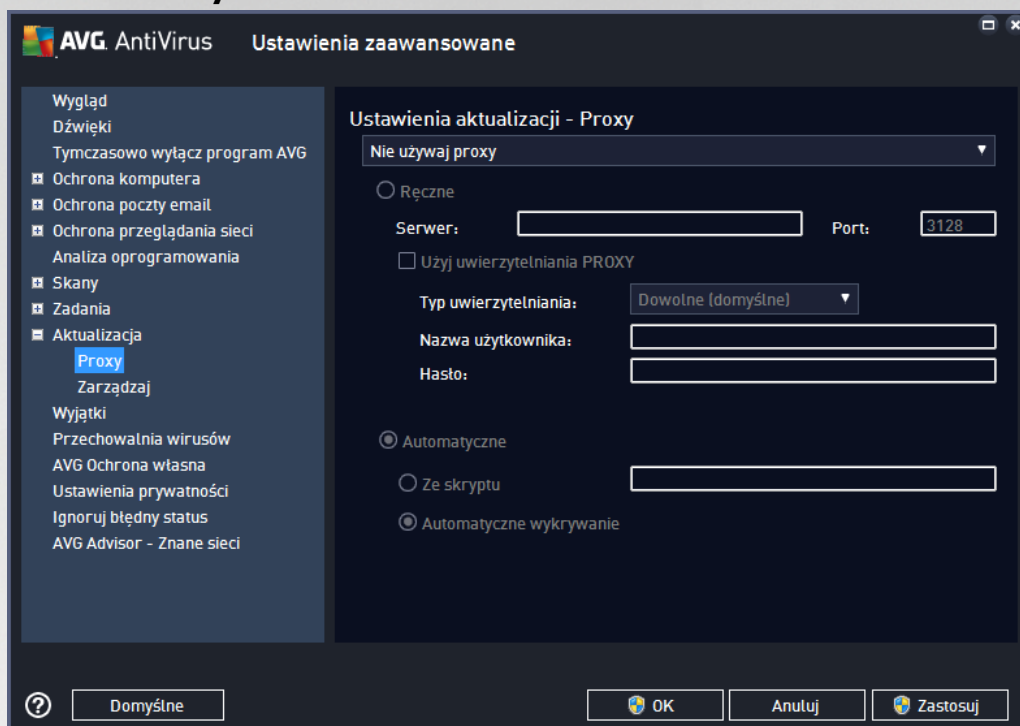 AVG. AntiVirus Ustawienia zaawansowane
Wygląd
Dźwięki
Tymczasowo wyłącz program AVG
Ochrona komputera
Ochrona poczty email
Ochrona przeglądania sieci
Analiza oprogramowania
Skany
Zadania
Aktualizacja
Proxy
Zarządzaj
Wyjątki
Przechowalnia wirusów
AVG Ochrona własna
Ustawienia prywatności
Ignoruj błędny status
AVG Advisor - Znane sieci
Ustawienia aktualizacji - Proxy
Nie używaj proxy
Ręczne
Serwer: Port: 3128
Użyj uwierzytelniania PROXY
Typ uwierzytelniania: Dowolne (domyślne)
Nazwa użytkownika:
Hasło:
Automatyczne
Ze skryptu
Automatyczne wykrywanie
Domyślne OK Anuluj Zastosuj